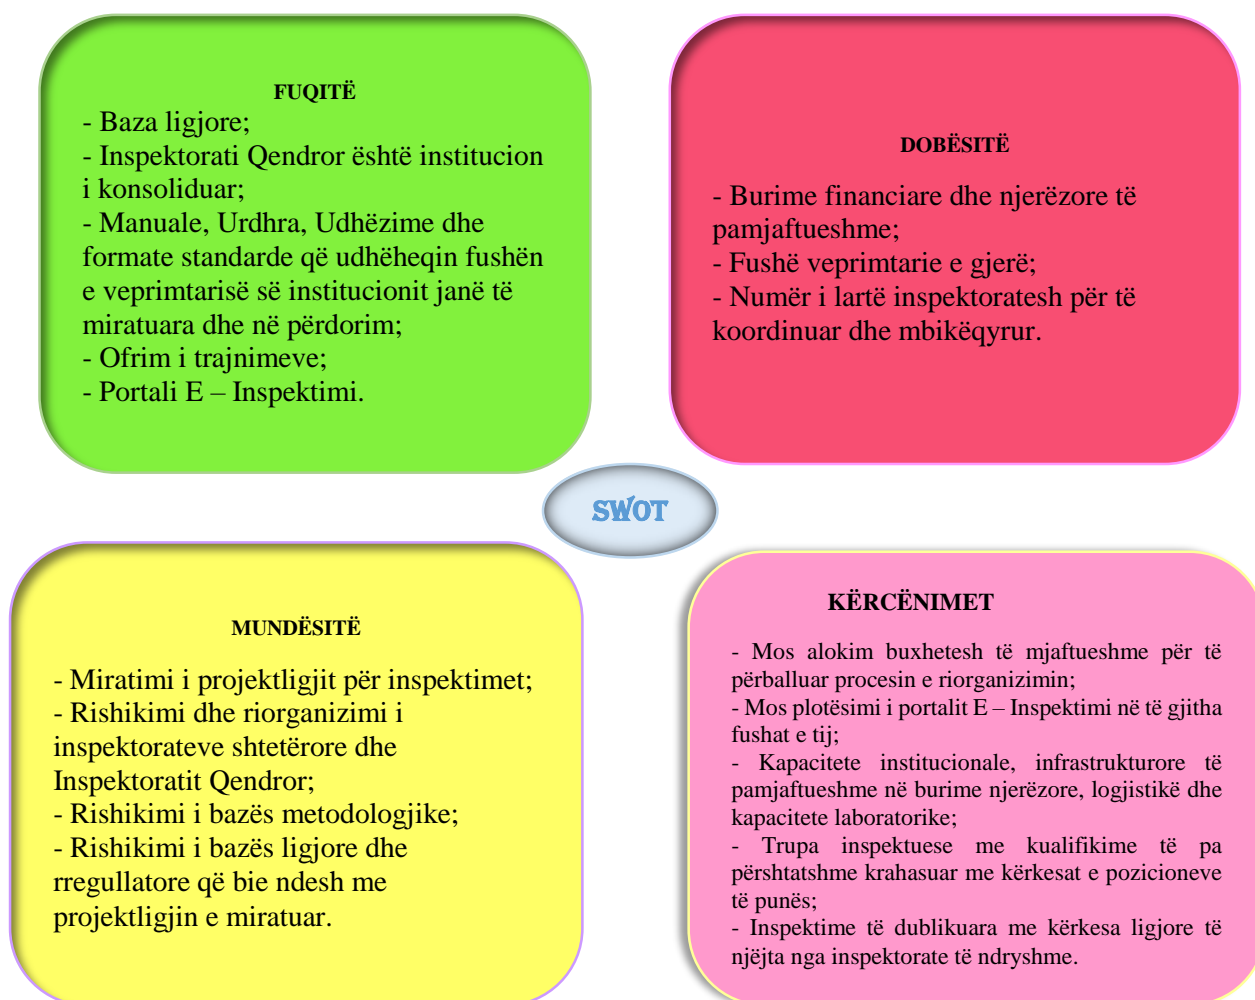 FUQITË
- Baza ligjore;
- Inspektorati Qendror është institucion
i konsoliduar;
- Manuale, Urdhra, Udhëzime dhe
formate standarde që udhëheqin fushën
e veprimtarisë së institucionit janë të
miratuara dhe në përdorim;
- Ofrim i trajnimeve;
- Portali E – Inspektimi.
DOBËSITË
- Burime financiare dhe njerëzore të
pamjaftueshme;
- Fushë veprimtarie e gjerë;
- Numër i lartë inspektoratesh për të
koordinuar dhe mbikëqyrur.
SWOT
MUNDËSITË
- Miratimi i projektligjit për inspektimet;
- Rishikimi dhe riorganizimi i
inspektorateve shtetërore dhe
Inspektoratit Qendror;
- Rishikimi i bazës metodologjike;
- Rishikimi i bazës ligjore dhe
rregullatore që bie ndesh me
projektligjin e miratuar.
KËRCËNIMET
- Mos alokim buxhetesh të mjaftueshme për të
përballuar procesin e riorganizimin;
- Mos plotësimi i portalit E – Inspektimi në të gjitha
fushat e tij;
- Kapacitete institucionale, infrastrukturore të
pamjaftueshme në burime njerëzore, logjistikë dhe
kapacitete laboratorike;
- Trupa inspektuese me kualifikime të pa
përshtatshme krahasuar me kërkesat e pozicioneve
të punës;
- Inspektime të dublikuara me kërkesa ligjore të
njëjta nga inspektorate të ndryshme.